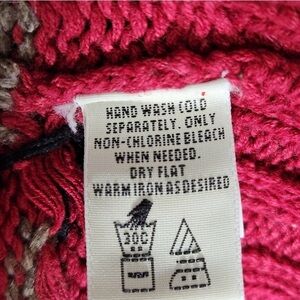 HAND WASH COLD
SEPARATELY. ONLY
NON-CHLORINE BLEACH
WHEN NEEDED.
DRY FLAT
WARM IRON AS DESIRED
30C